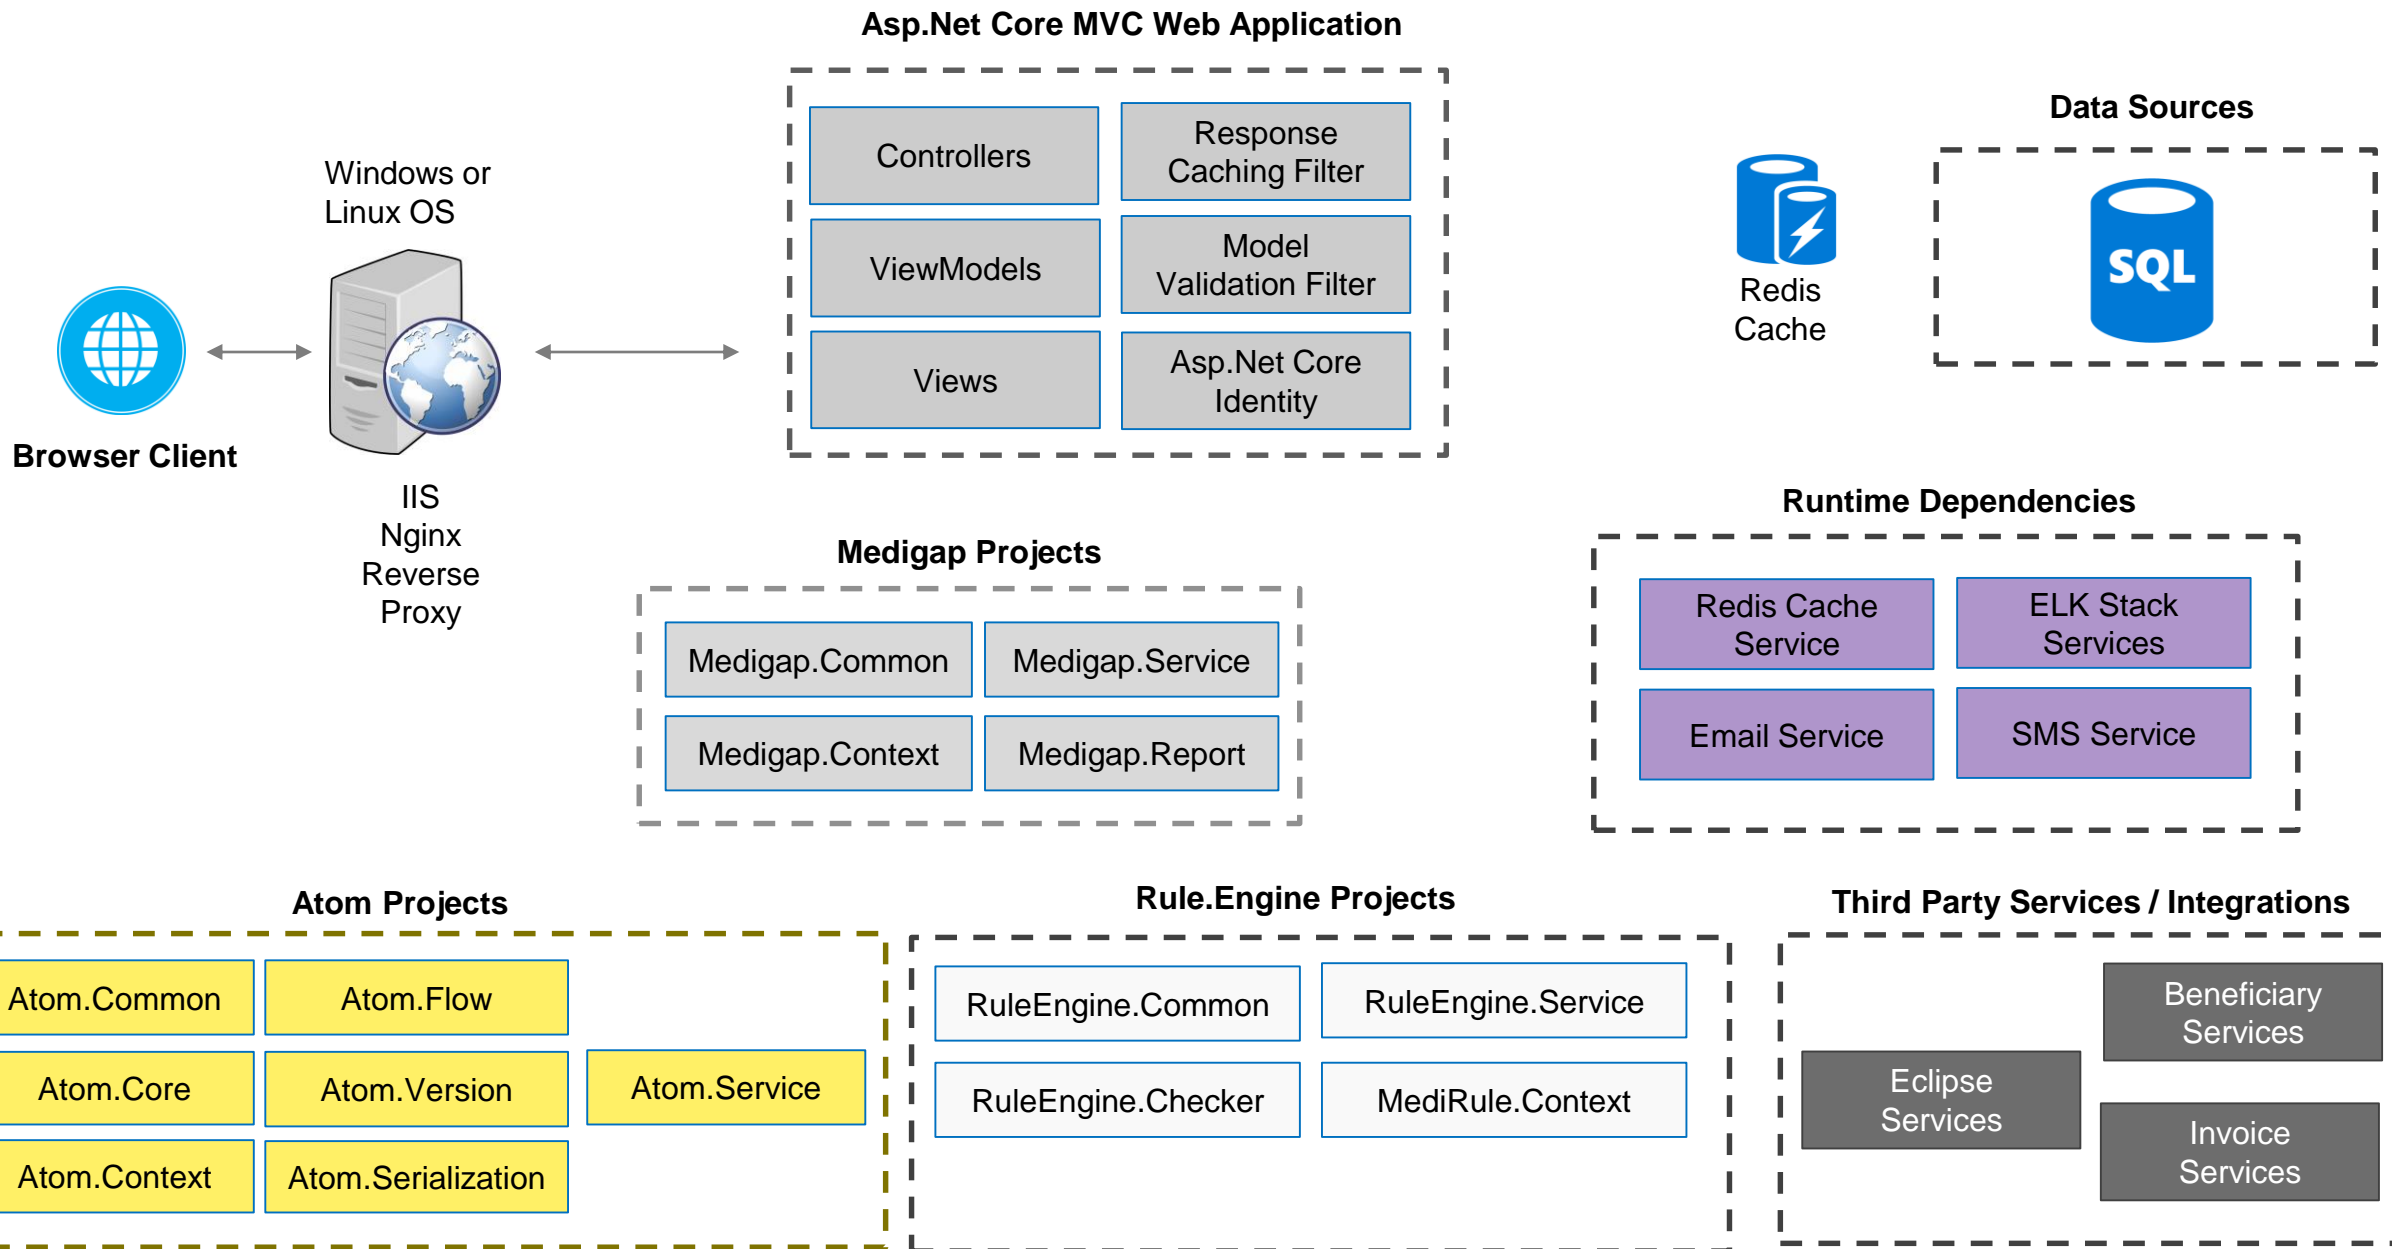 Asp.Net Core MVC Web Application
Controllers
Response
Caching Filter
ViewModels
Model
Validation Filter
Views
Asp.Net Core
Identity
Data Sources
SQL
Redis
Cache
Windows or
Linux OS
Browser Client
IIS
Nginx
Reverse
Proxy
Medigap Projects
Medigap.Common
Medigap.Service
Medigap.Context
Medigap.Report
Runtime Dependencies
Redis Cache
Service
ELK Stack
Services
Email Service
SMS Service
Atom Projects
Atom.Common
Atom.Flow
Atom.Core
Atom.Version
Atom.Service
Atom.Context
Atom.Serialization
Rule.Engine Projects
RuleEngine.Common
RuleEngine.Service
RuleEngine.Checker
MediRule.Context
Third Party Services / Integrations
Beneficiary
Services
Eclipse
Services
Invoice
Services